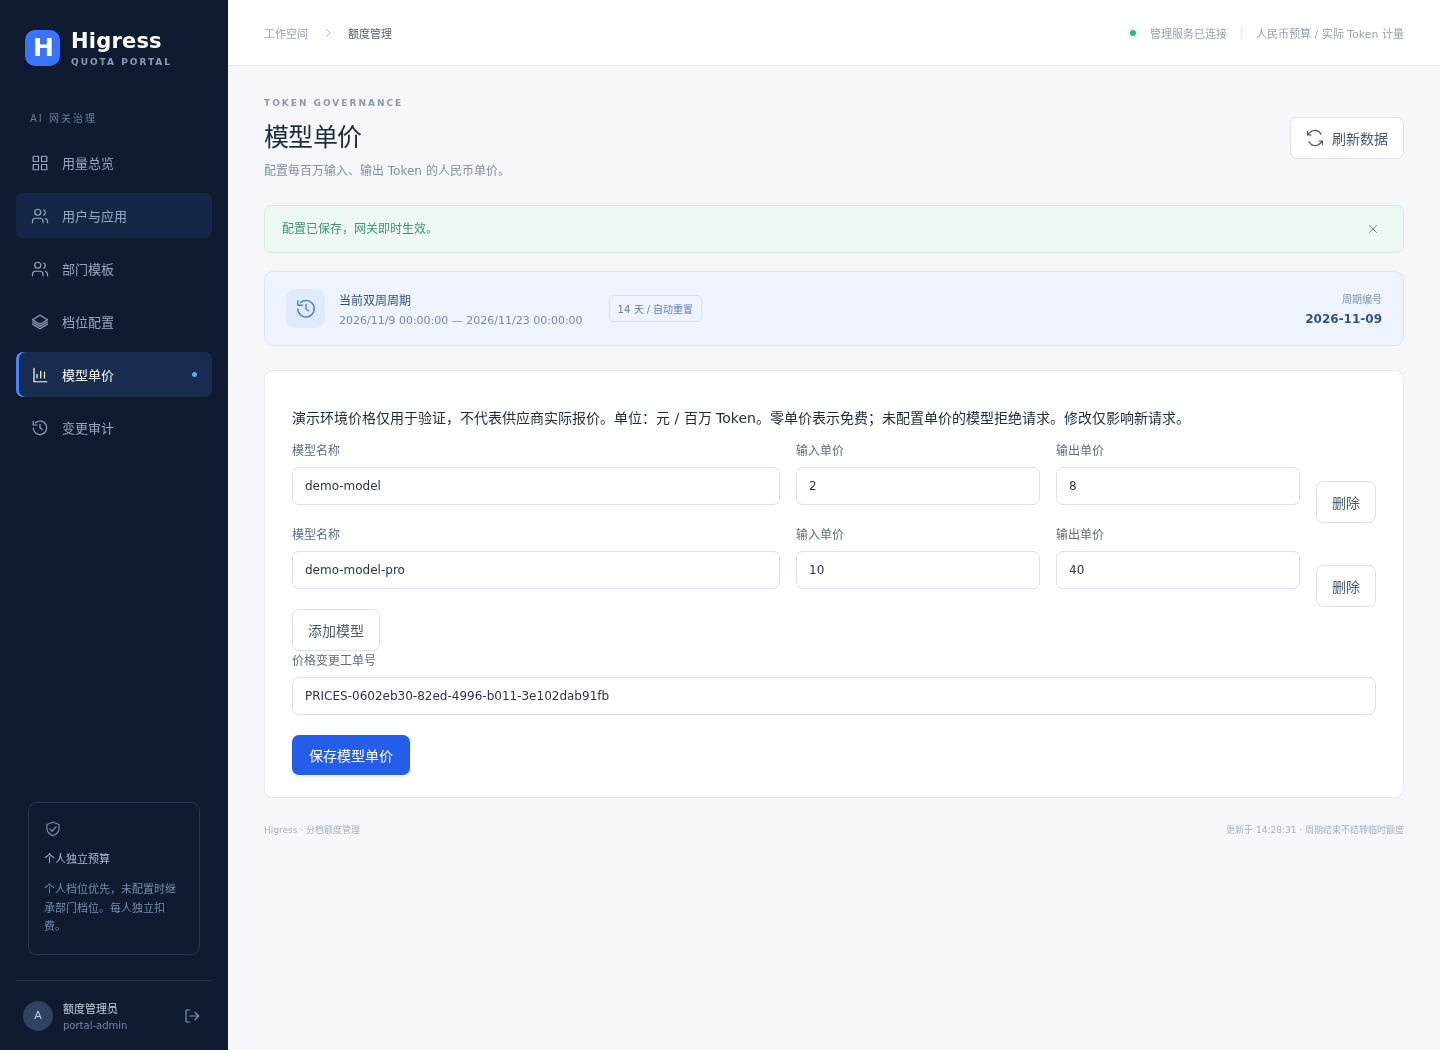 H Higress
QUOTA PORTAL
AI 网关治理
用量总览
用户与应用
部门模板
档位配置
模型单价
变更审计
个人独立预算
个人档位优先，未配置时继
承部门档位。每人独立扣
费。
A
额度管理员
portal-admin
工作空间 额度管理
管理服务已连接 人民币预算 / 实际 Token 计量
TOKEN GOVERNANCE
模型单价
配置每百万输入、输出 Token 的人民币单价。
刷新数据
配置已保存，网关即时生效。
当前双周周期
2026/11/9 00:00:00 — 2026/11/23 00:00:00
14 天 / 自动重置
周期编号
2026-11-09
演示环境价格仅用于验证，不代表供应商实际报价。单位：元 / 百万 Token。零单价表示免费；未配置单价的模型拒绝请求。修改仅影响新请求。
模型名称 输入单价 输出单价
demo-model 2 8 删除
模型名称 输入单价 输出单价
demo-model-pro 10 40 删除
添加模型
价格变更工单号
PRICES-0602eb30-82ed-4996-b011-3e102dab91fb
保存模型单价
Higress · 分档额度管理
更新于 14:28:31 · 周期结束不结转临时额度